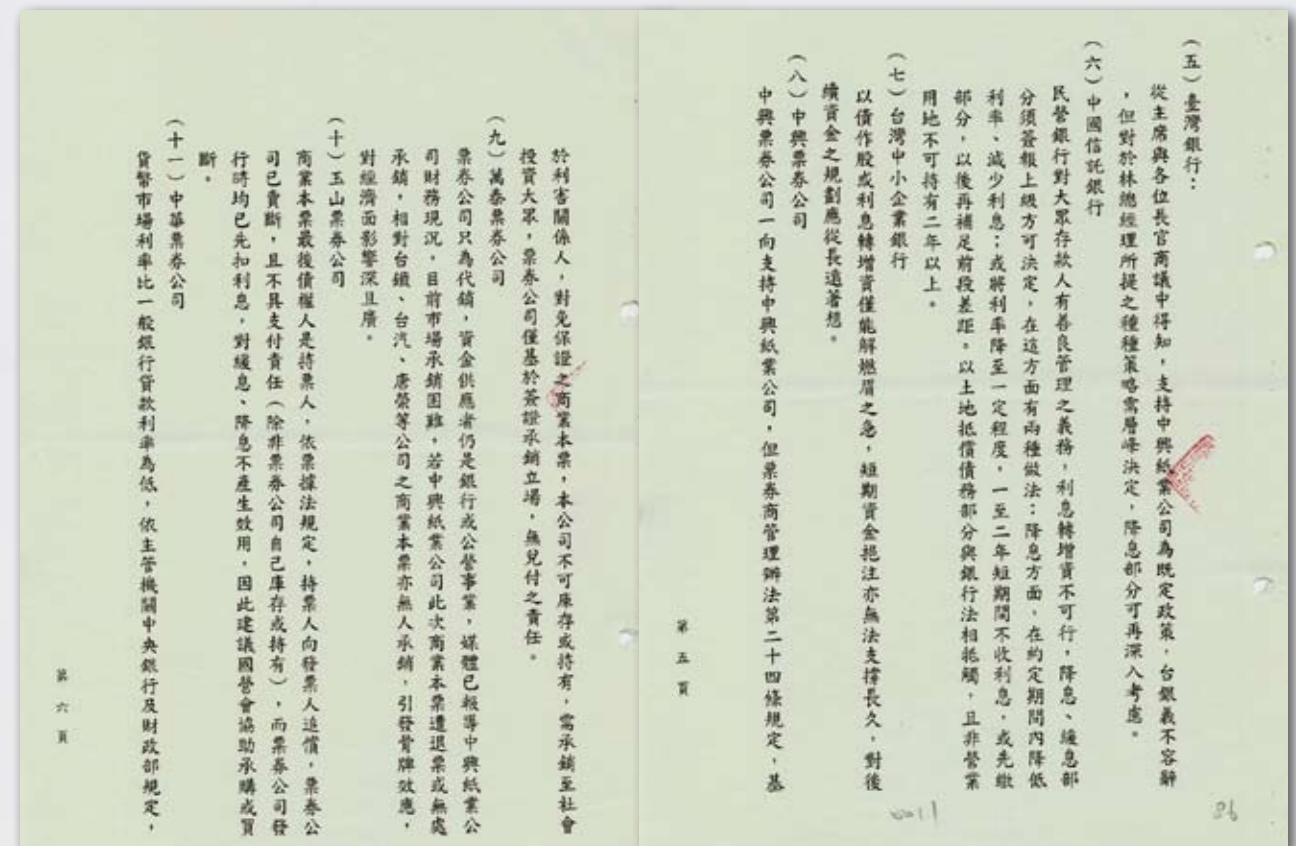 （五）臺灣銀行：
從主席與各位長官商議中得知，支持中興紙業公司為既定政策，台銀義不容辭
，但對於林總經理所提之種種策略需層峰決定，降息部分可再深入考慮。
（六）中國信託銀行
民營銀行對大眾存款人有善良管理之義務，利息轉增資不可行，降息、緩息部
分須簽報上級方可決定，在這方面有兩種做法：降息方面，在約定期間內降低
利率、減少利息；或將利率降至一定程度，一至二年短期間不收利息，或先繳
部分，以後再補足前段差距。以土地抵償債務部分與銀行法相抵觸，且非營業
用地不可持有二年以上。
（七）台灣中小企業銀行
以債作股或利息轉增資僅能解燃眉之急，短期資金挹注亦無法支撐長久，對後
續資金之規劃應從長遠著想。
（八）中興票券公司
中興票券公司一向支持中興紙業公司，但票券商管理辦法第二十四條規定，基
第五頁
86
於利害關係人，對免保證之商業本票，本公司不可庫存或持有，需承銷至社會
投資大眾，票券公司僅基於簽證承銷立場，無兌付之責任。
（九）萬泰票券公司
票券公司只為代銷，資金供應者仍是銀行或公營事業，媒體已報導中興紙業公
司財務現況，目前市場承銷困難，若中興紙業公司此次商業本票遭退票或無處
承銷，相對台鐵、台汽、唐榮等公司之商業本票亦無人承銷，引發骨牌效應，
對經濟面影響深且廣。
（十）玉山票券公司
商業本票最後債權人是持票人，依票據法規定，持票人向發票人追償，票券公
司已賣斷，且不具支付責任（除非票券公司自己庫存或持有），而票券公司發
行時均已先扣利息，對緩息、降息不產生效用，因此建議國營會協助承購或買
斷。
（十一）中華票券公司
貨幣市場利率比一般銀行貸款利率為低，依主管機關中央銀行及財政部規定，
第六頁